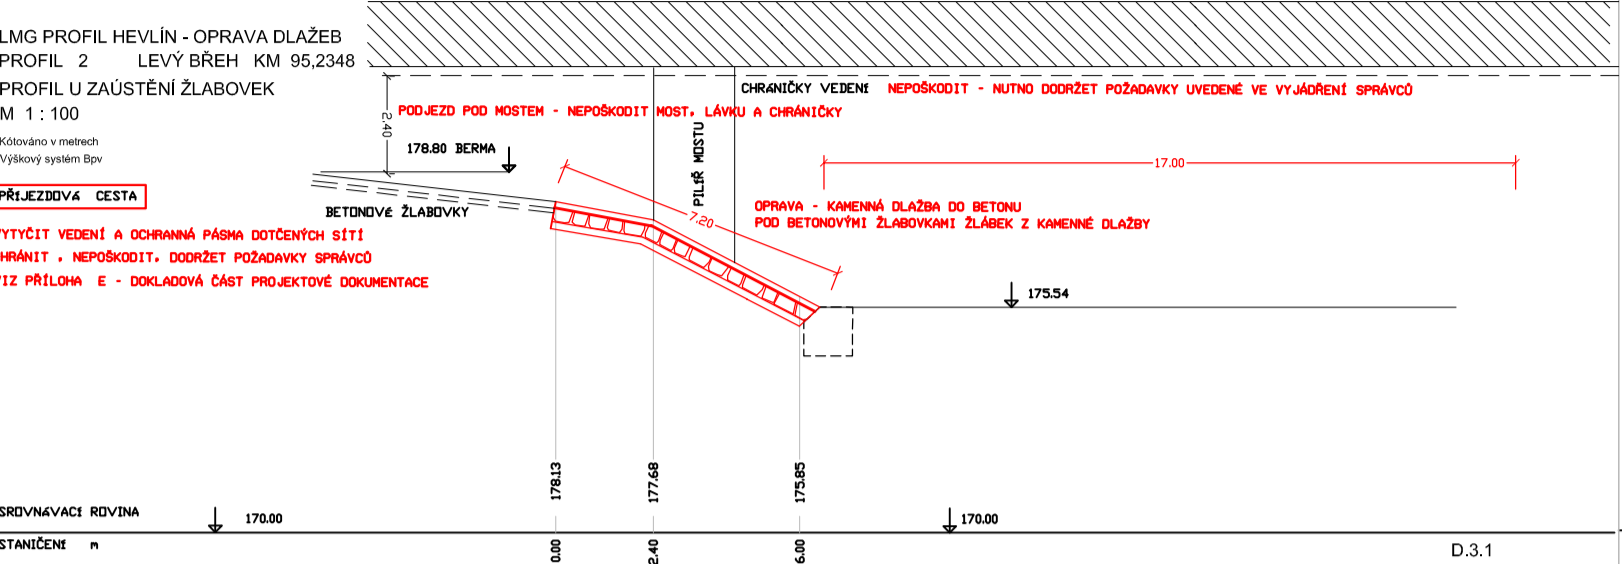 LMG PROFIL HEVLÍN - OPRAVA DLAŽEB
PROFIL 2 LEVÝ BŘEH KM 95,2348
PROFIL U ZAÚSTĚNÍ ŽLABOVEK
M 1 : 100
Kótováno v metrech
Výškový systém Bpv
PŘÍJEZDOVÁ CESTA
VYTYČIT VEDENÍ A OCHRANNÁ PÁSMA DOTČENÝCH SÍTÍ
CHRÁNIT . NEPOŠKODIT. DODRŽET POŽADAVKY SPRÁVCŮ
VIZ PŘÍLOHA E - DOKLADOVÁ ČÁST PROJEKTOVÉ DOKUMENTACE
CHRÁNIČKY VEDENÍ NEPOŠKODIT - NUTNO DODRŽET POŽADAVKY UVEDENÉ VE VYJÁDŘENÍ SPRÁVCŮ
PODJEZD POD MOSTEM - NEPOŠKODIT MOST, LÁVKU A CHRÁNIČKY
2,40
178.80 BERMA
PILÍŘ MOSTU
17.00
BETONOVÉ ŽLABOVKY
7,20
OPRAVA - KAMENNÁ DLAŽBA DO BETONU
POD BETONOVÝMI ŽLABOVKAMI ŽLÁBEK Z KAMENNÉ DLAŽBY
175.54
178.13
177.68
175.85
SROVNÁVACÍ ROVINA 170.00 170.00
STANIČENÍ m 0.00 2.40 6.00
D.3.1